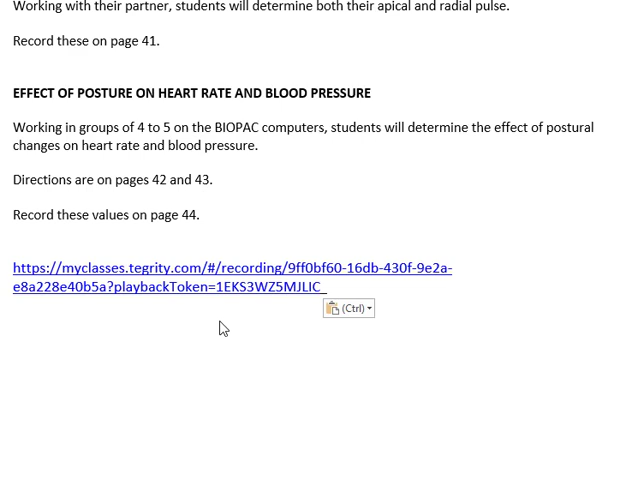 Working with their partner, students will determine both their apical and radial pulse.
Record these on page 41.
EFFECT OF POSTURE ON HEART RATE AND BLOOD PRESSURE
Working in groups of 4 to 5 on the BIOPAC computers, students will determine the effect of postural
changes on heart rate and blood pressure.
Directions are on pages 42 and 43.
Record these values on page 44.
https://myclasses.tegrity.com/#/recording/9ff0bf60-16db-430f-9e2a-
e8a228e40b5a?playbackToken=1EKS3WZ5MJLIC
(Ctrl)